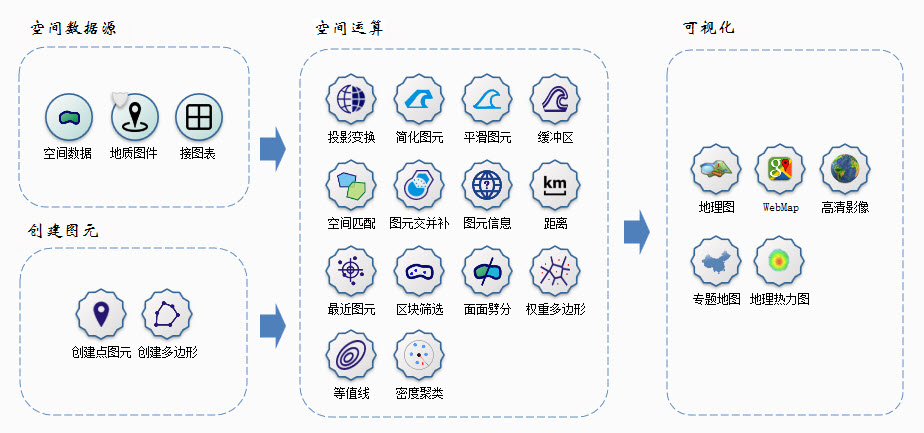 空间数据源
空间数据
地质图件
接图表
创建图元
创建点图元
创建多边形
空间运算
投影变换
简化图元
平滑图元
缓冲区
空间匹配
图元交并补
图元信息
km
距离
最近图元
区块筛选
面面劈分
权重多边形
等值线
密度聚类
可视化
地理图
WebMap
高清影像
专题地图
地理热力图